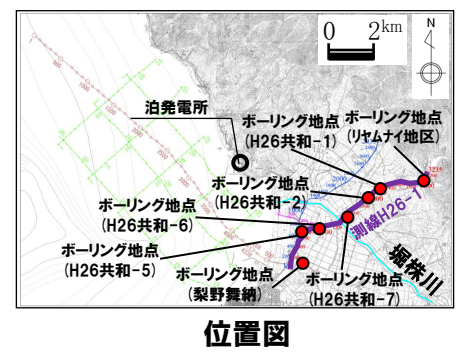 0 2km
N
泊発電所
ボーリング地点
(H26共和-1)
ボーリング地点
(リヤムナイ地区)
ボーリング地点
(H26共和-2)
ボーリング地点
(H26共和-6)
測線H26-1
ボーリング地点
(H26共和-5)
ボーリング地点
(梨野舞納)
ボーリング地点
(H26共和-7)
堀株川
位置図